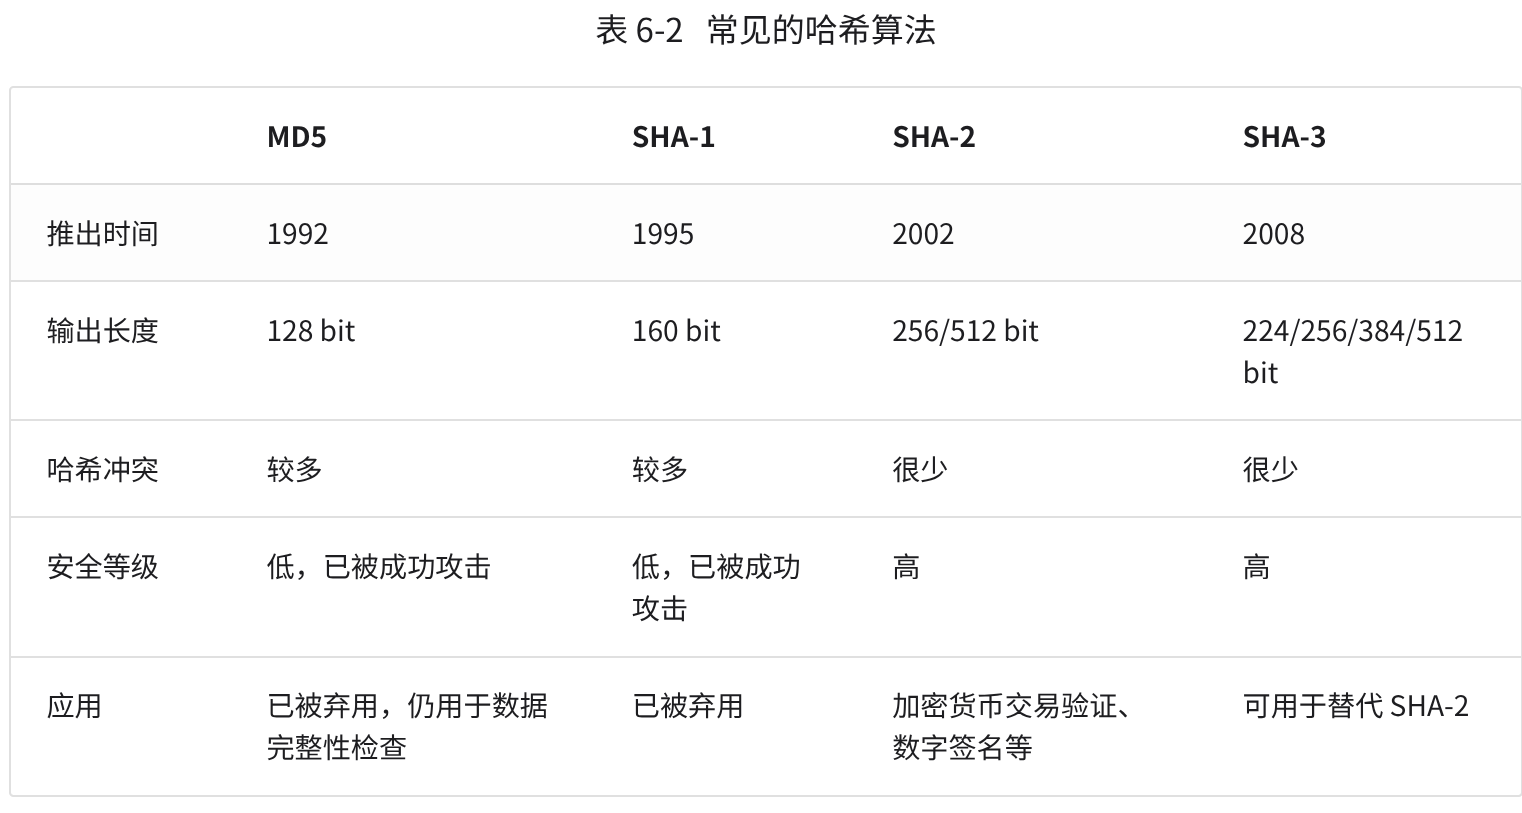 表 6-2 常见的哈希算法
MD5 SHA-1 SHA-2 SHA-3
推出时间 1992 1995 2002 2008
输出长度 128 bit 160 bit 256/512 bit 224/256/384/512
bit
哈希冲突 较多 较多 很少 很少
安全等级 低，已被成功攻击 低，已被成功 高 高
攻击
应用 已被弃用，仍用于数据 已被弃用 加密货币交易验证、 可用于替代 SHA-2
完整性检查 数字签名等